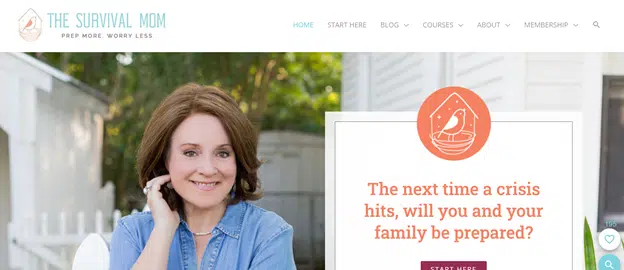 THE SURVIVAL MOM
PREP MORE. WORRY LESS.
HOME START HERE BLOG COURSES ABOUT MEMBERSHIP
The next time a crisis
hits, will you and your
family be prepared?
START HERE